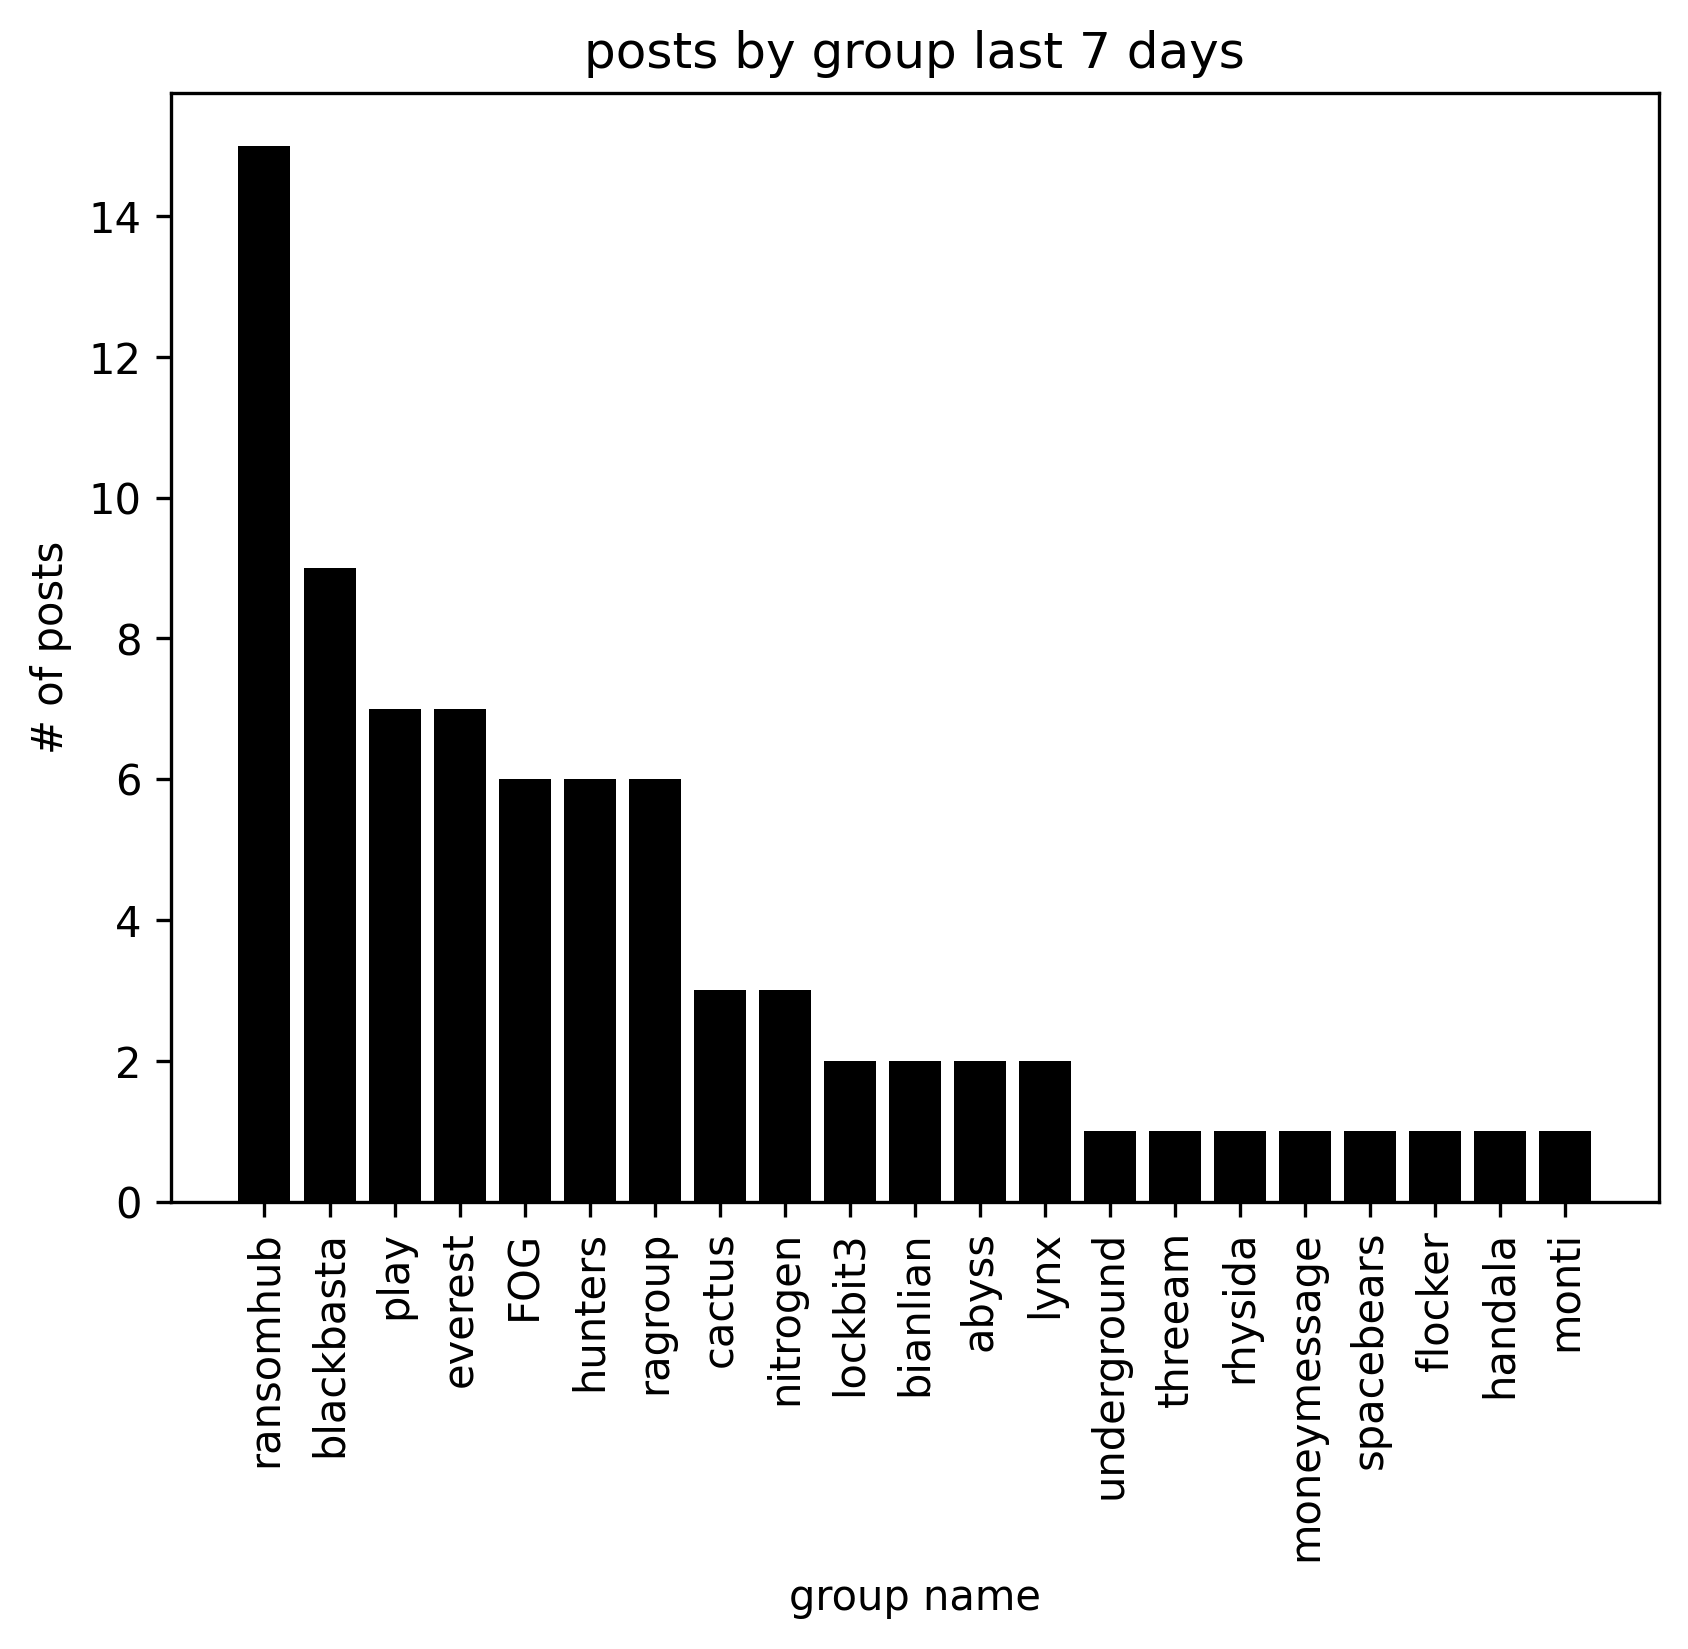 posts by group last 7 days
# of posts
14
12
10
8
6
4
2
0
ransomhub
blackbasta
play
everest
FOG
hunters
ragroup
cactus
nitrogen
lockbit3
bianlian
abyss
lynx
underground
threeam
rhysida
moneymessage
spacebears
flocker
handala
monti
group name